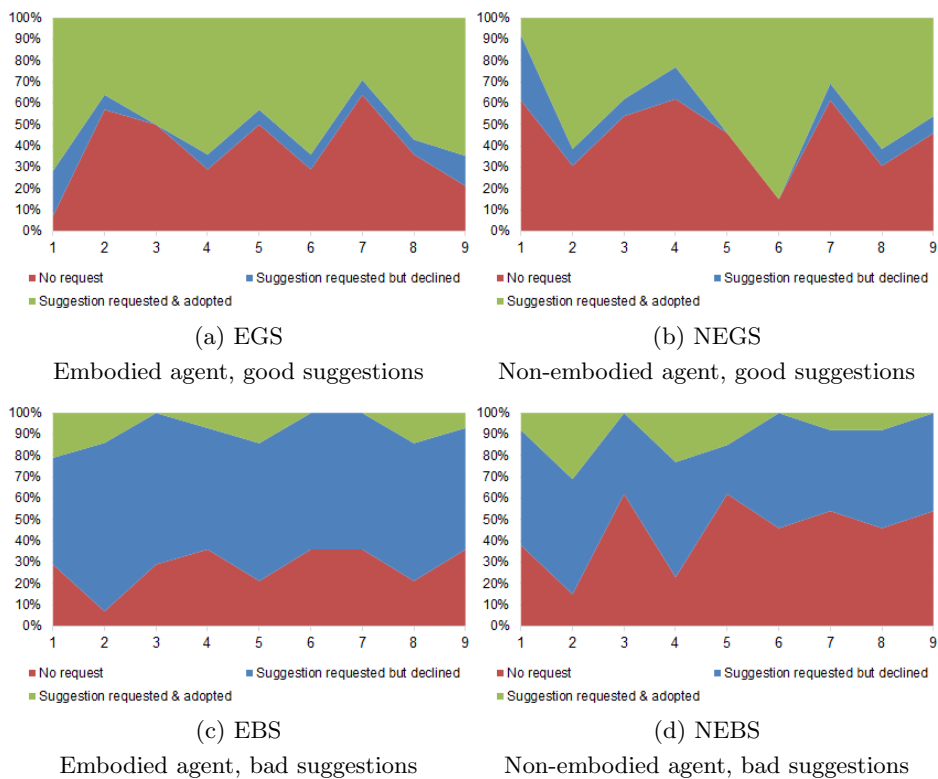 100%
90%
80%
70%
60%
50%
40%
30%
20%
10%
0%
1 2 3 4 5 6 7 8 9
No request Suggestion requested but declined
Suggestion requested & adopted
(a) EGS
Embodied agent, good suggestions
100%
90%
80%
70%
60%
50%
40%
30%
20%
10%
0%
1 2 3 4 5 6 7 8 9
No request Suggestion requested but declined
Suggestion requested & adopted
(b) NEGS
Non-embodied agent, good suggestions
100%
90%
80%
70%
60%
50%
40%
30%
20%
10%
0%
1 2 3 4 5 6 7 8 9
No request Suggestion requested but declined
Suggestion requested & adopted
(c) EBS
Embodied agent, bad suggestions
100%
90%
80%
70%
60%
50%
40%
30%
20%
10%
0%
1 2 3 4 5 6 7 8 9
No request Suggestion requested but declined
Suggestion requested & adopted
(d) NEBS
Non-embodied agent, bad suggestions